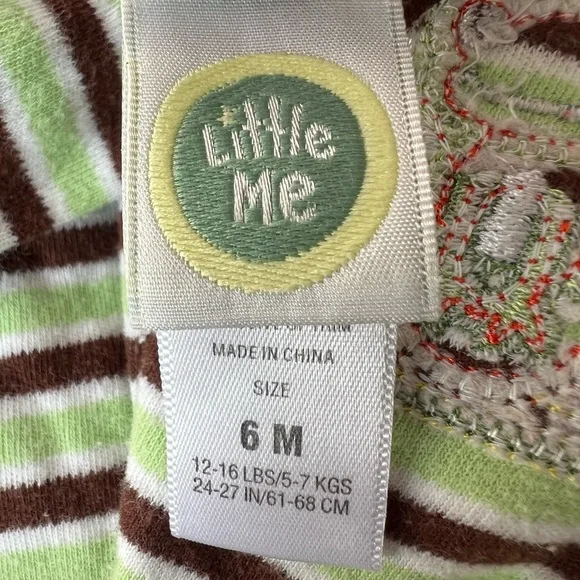 Little
Me
TRIM
MADE IN CHINA
SIZE
6 M
12-16 LBS/5-7 KGS
24-27 IN/61-68 CM